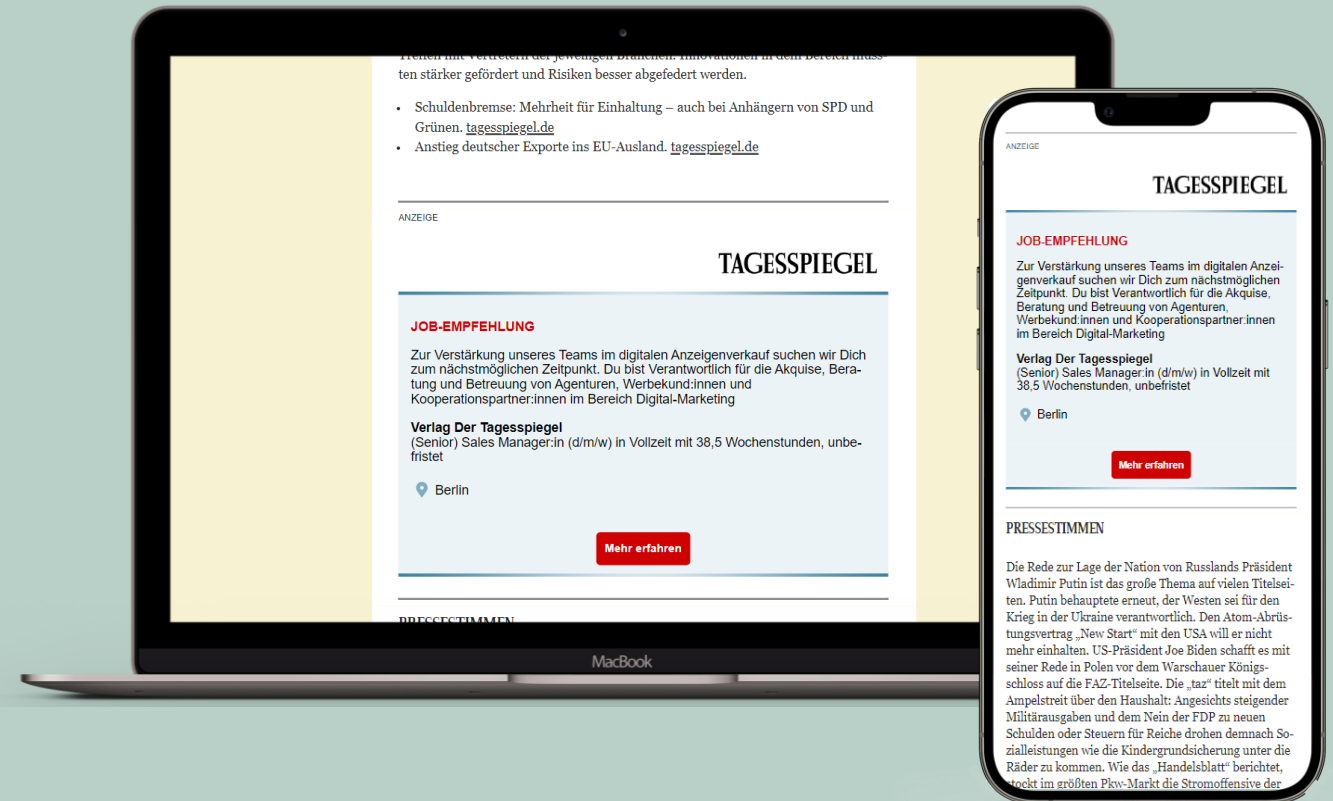 Treffen mit Vertretern der jeweiligen Branchen. Innovationen in dem Bereich müss-
ten stärker gefördert und Risiken besser abgefedert werden.
• Schuldenbremse: Mehrheit für Einhaltung – auch bei Anhängern von SPD und
Grünen. tagesspiegel.de
• Anstieg deutscher Exporte ins EU-Ausland. tagesspiegel.de
ANZEIGE
TAGESSPIEGEL
JOB-EMPFEHLUNG
Zur Verstärkung unseres Teams im digitalen Anzeigenverkauf suchen wir Dich
zum nächstmöglichen Zeitpunkt. Du bist Verantwortlich für die Akquise, Bera-
tung und Betreuung von Agenturen, Werbekund:innen und
Kooperationspartner:innen im Bereich Digital-Marketing
Verlag Der Tagesspiegel
(Senior) Sales Manager:in (d/m/w) in Vollzeit mit 38,5 Wochenstunden, unbe-
fristet
Berlin
Mehr erfahren
PRESSESTIMMEN
MacBook
ANZEIGE
TAGESSPIEGEL
JOB-EMPFEHLUNG
Zur Verstärkung unseres Teams im digitalen Anzei-
genverkauf suchen wir Dich zum nächstmöglichen
Zeitpunkt. Du bist Verantwortlich für die Akquise,
Beratung und Betreuung von Agenturen,
Werbekund:innen und Kooperationspartner:innen
im Bereich Digital-Marketing
Verlag Der Tagesspiegel
(Senior) Sales Manager:in (d/m/w) in Vollzeit mit
38,5 Wochenstunden, unbefristet
Berlin
Mehr erfahren
PRESSESTIMMEN
Die Rede zur Lage der Nation von Russlands Präsident
Wladimir Putin ist das große Thema auf vielen Titelsei-
ten. Putin behauptete erneut, der Westen sei für den
Krieg in der Ukraine verantwortlich. Den Atom-Abrüs-
tungsvertrag „New Start“ mit den USA will er nicht
mehr einhalten. US-Präsident Joe Biden schafft es mit
seiner Rede in Polen vor dem Warschauer Königs-
schloss auf die FAZ-Titelseite. Die „taz“ titelt mit dem
Ampelstreit über den Haushalt: Angesichts steigender
Militärausgaben und dem Nein der FDP zu neuen
Schulden oder Steuern für Reiche drohen demnach So-
zialleistungen wie die Kindergrundsicherung unter die
Räder zu kommen. Wie das „Handelsblatt“ berichtet,
stockt im größten Pkw-Markt die Stromoffensive der